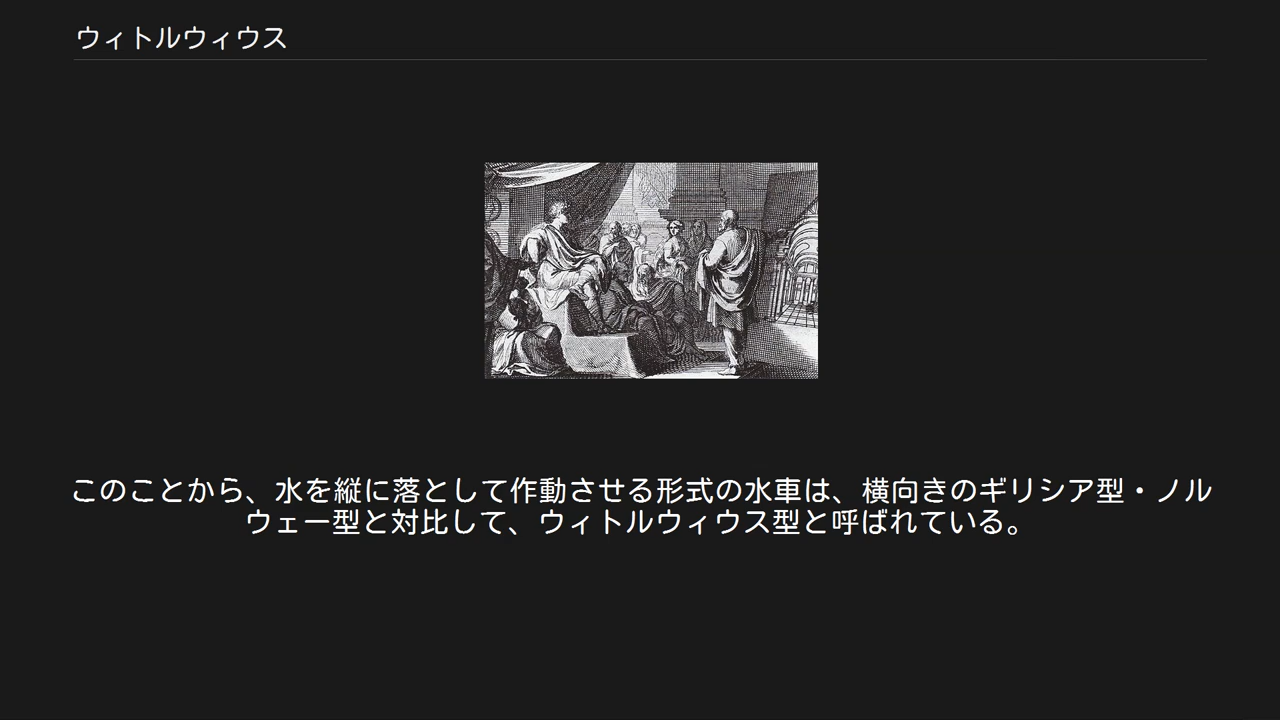 ウィトルウィウス
このことから、水を縦に落として作動させる形式の水車は、横向きのギリシア型・ノル
ウェー型と対比して、ウィトルウィウス型と呼ばれている。